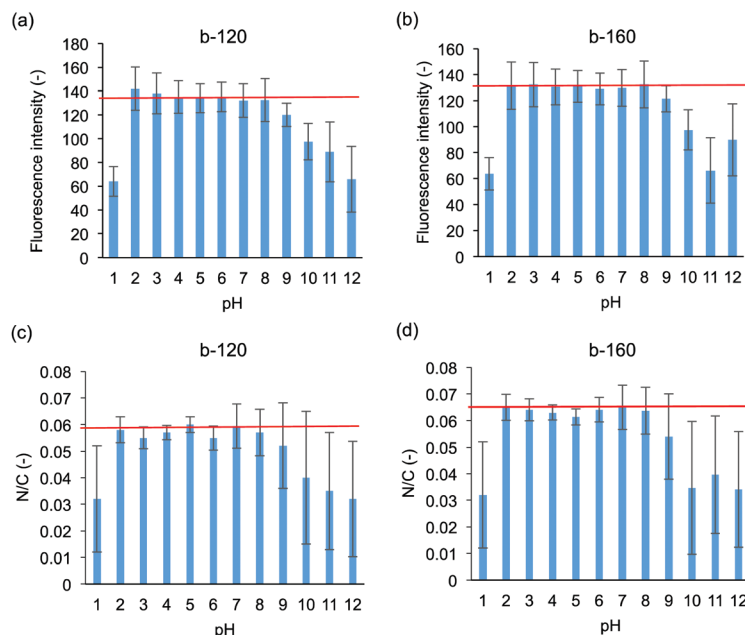 (a)
b-120
Fluorescence intensity (-)
180
160
140
120
100
80
60
40
20
0
1 2 3 4 5 6 7 8 9 10 11 12
pH
(b)
b-160
Fluorescence intensity (-)
160
140
120
100
80
60
40
20
0
1 2 3 4 5 6 7 8 9 10 11 12
pH
(c)
b-120
N/C (-)
0.08
0.07
0.06
0.05
0.04
0.03
0.02
0.01
0
1 2 3 4 5 6 7 8 9 10 11 12
pH
(d)
b-160
N/C (-)
0.08
0.07
0.06
0.05
0.04
0.03
0.02
0.01
0
1 2 3 4 5 6 7 8 9 10 11 12
pH